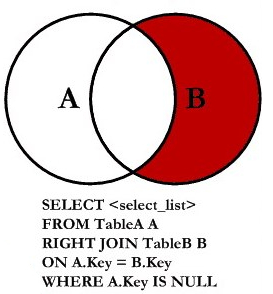 A B
SELECT <select_list>
FROM TableA A
RIGHT JOIN TableB B
ON A.Key = B.Key
WHERE A.Key IS NULL